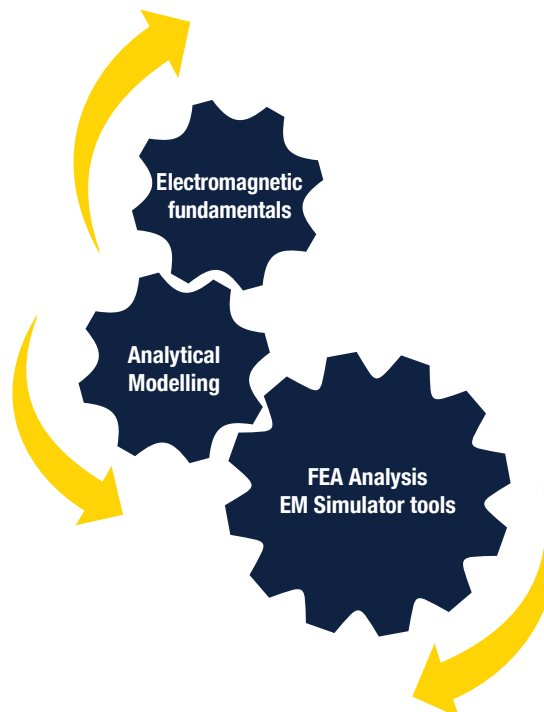 Electromagnetic
fundamentals
Analytical
Modelling
FEA Analysis
EM Simulator tools